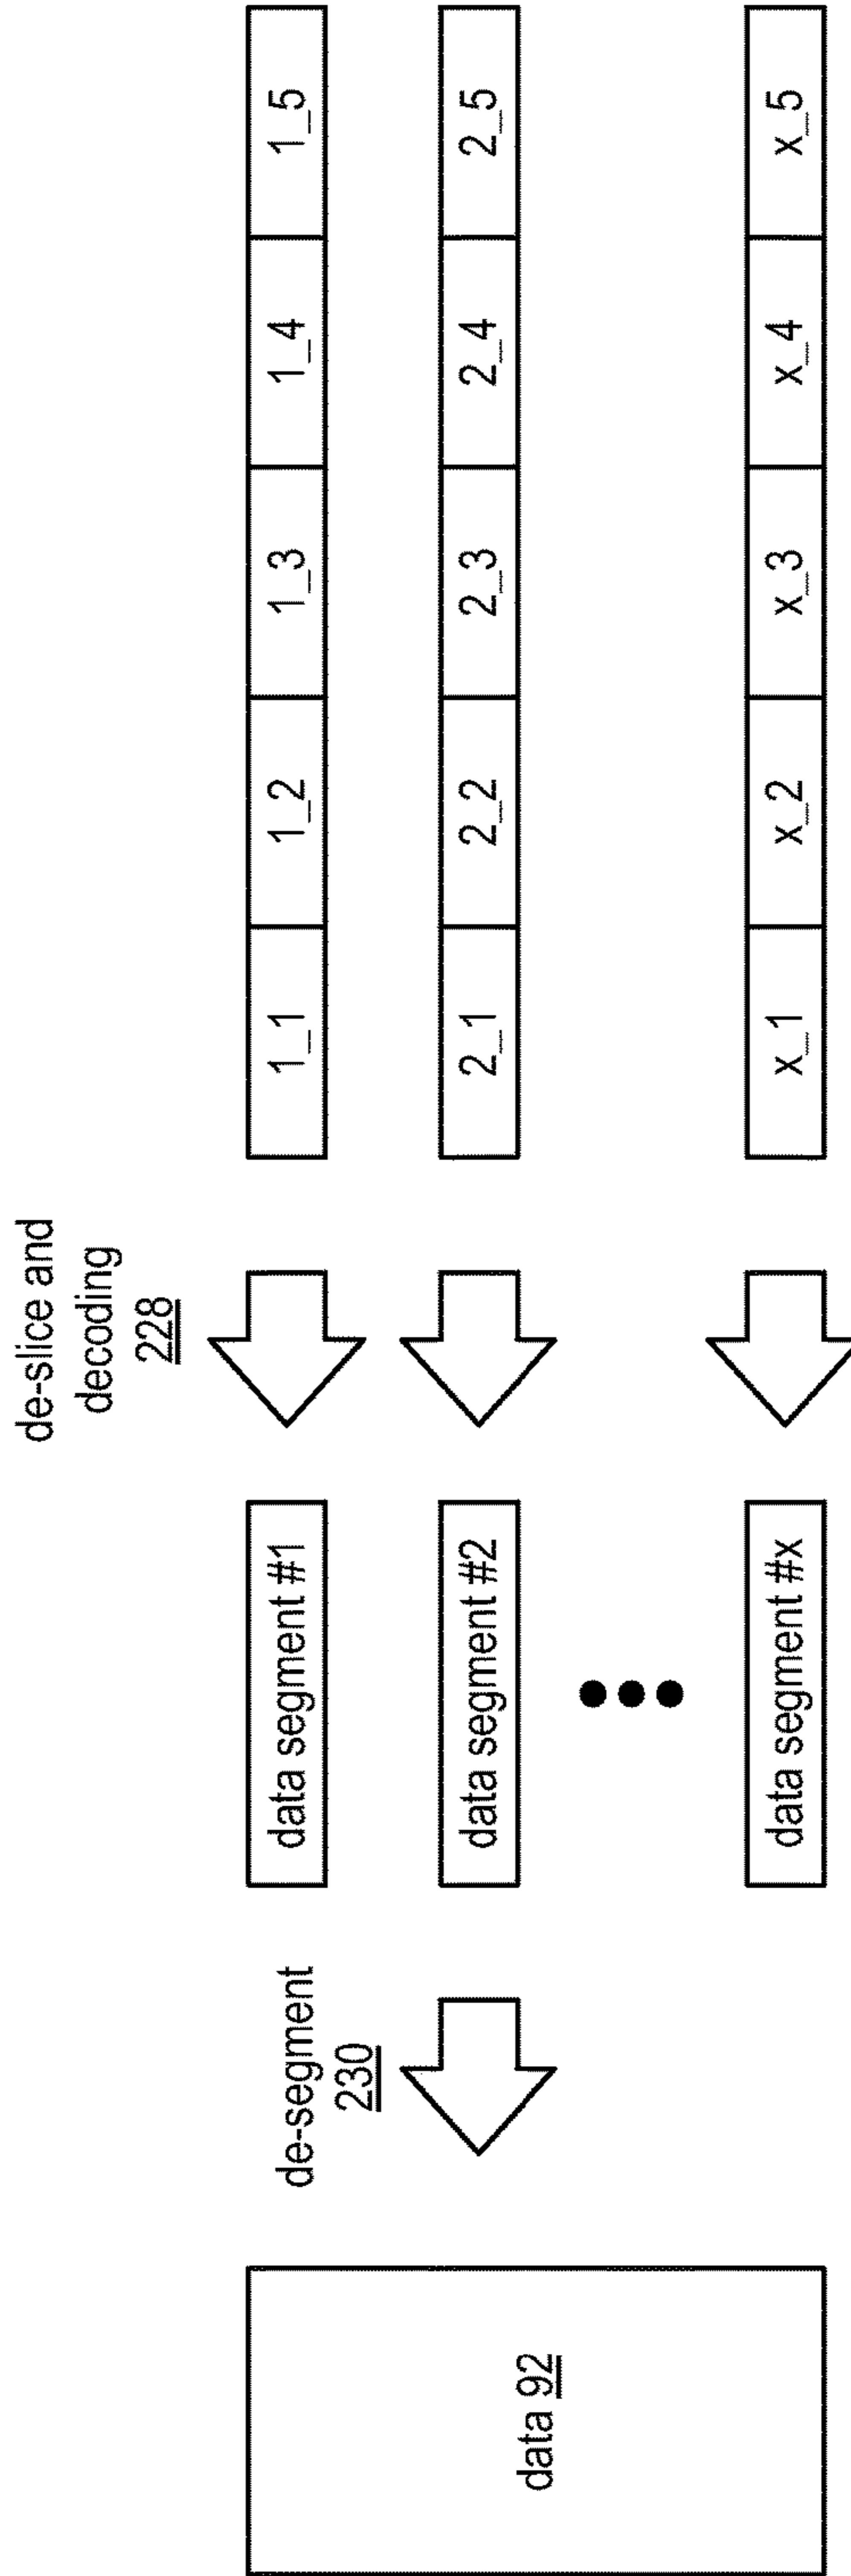 de-slice and
decoding
228
de-segment
230
data 92
data segment #1
1_1
1_2
1_3
1_4
1_5
data segment #2
2_1
2_2
2_3
2_4
2_5
data segment #x
x_1
x_2
x_3
x_4
x_5